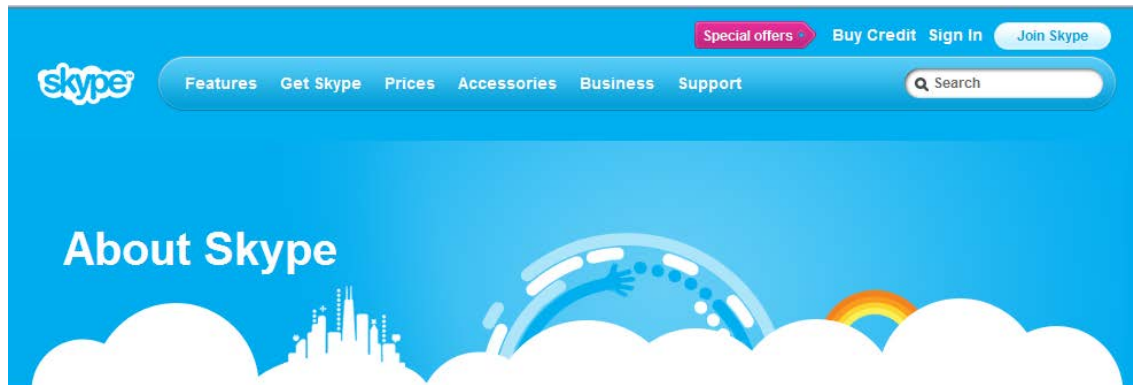 Special offers Buy Credit Sign In Join Skype
skype Features Get Skype Prices Accessories Business Support Search
About Skype